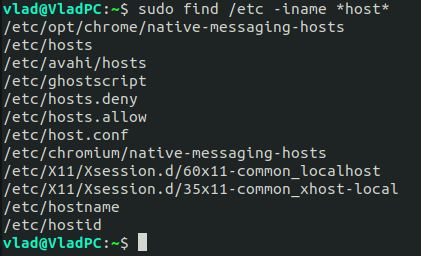 vlad@VladPC:~$ sudo find /etc -iname *host*
/etc/opt/chrome/native-messaging-hosts
/etc/hosts
/etc/avahi/hosts
/etc/ghostscript
/etc/hosts.deny
/etc/hosts.allow
/etc/host.conf
/etc/chromium/native-messaging-hosts
/etc/X11/Xsession.d/60x11-common_localhost
/etc/X11/Xsession.d/35x11-common_xhost-local
/etc/hostname
/etc/hostid
vlad@VladPC:~$